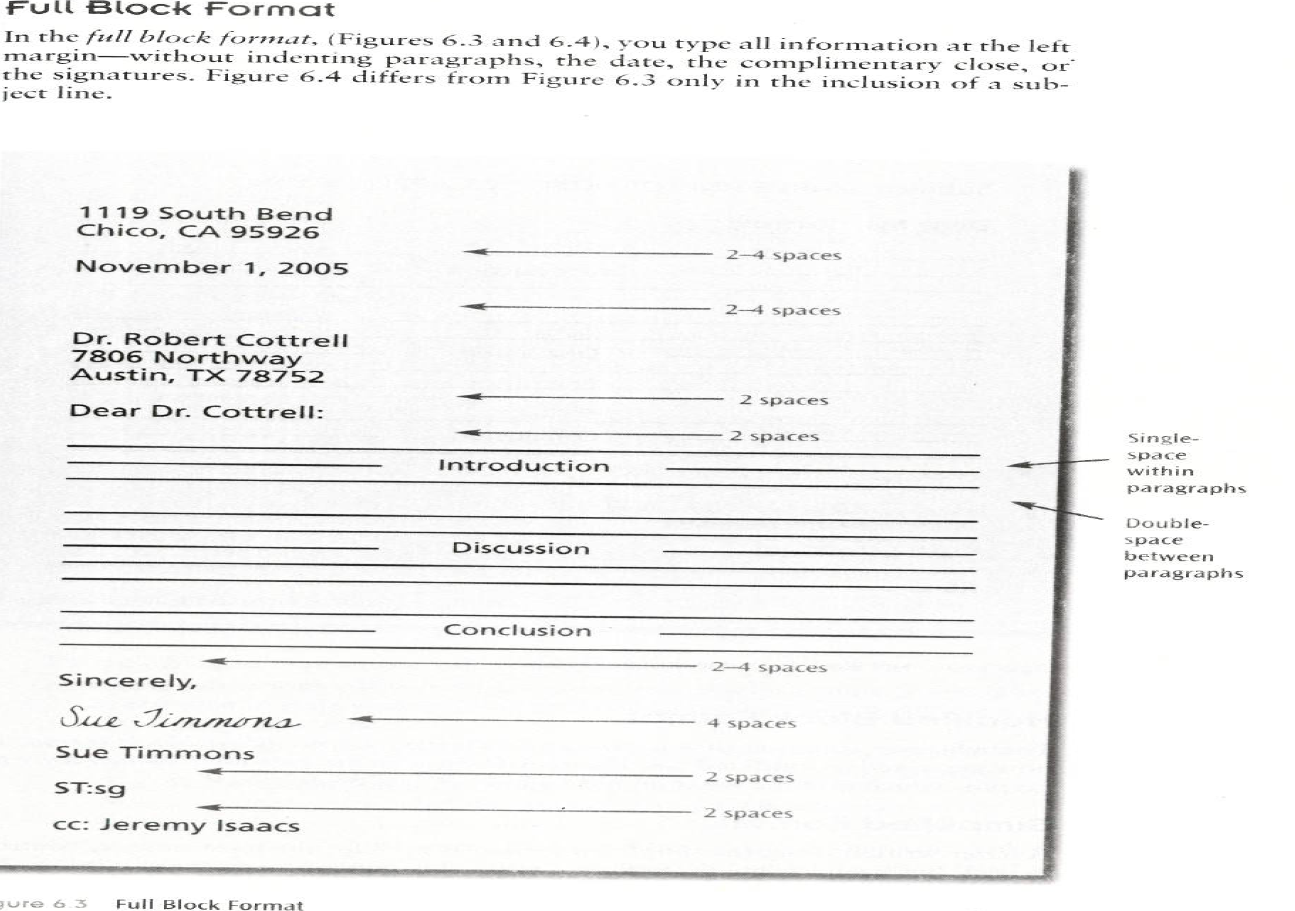 Full Block Format
In the full block format, (Figures 6.3 and 6.4), you type all information at the left
margin—without indenting paragraphs, the date, the complimentary close, or
the signatures. Figure 6.4 differs from Figure 6.3 only in the inclusion of a sub-
ject line.
1119 South Bend
Chico, CA 95926
2–4 spaces
November 1, 2005
2–4 spaces
Dr. Robert Cottrell
7806 Northway
Austin, TX 78752
2 spaces
Dear Dr. Cottrell:
2 spaces
Introduction
Single-
space
within
paragraphs
Double-
space
between
paragraphs
Discussion
Conclusion
2–4 spaces
Sincerely,
Sue Timmons
4 spaces
Sue Timmons
2 spaces
ST:sg
2 spaces
cc: Jeremy Isaacs
gure 6.3 Full Block Format